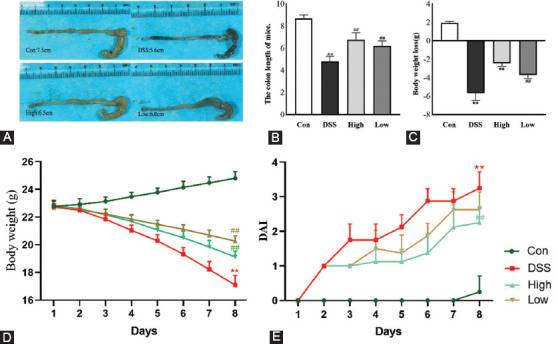 Con:7.5cm
DSS:5.6cm
High:6.5cm
Low:6.0cm
A
The colon length of mice.
10
8
6
4
2
0
**
##
##
Con DSS High Low
B
Body weight loss(g)
4
2
0
-2
-4
-6
-8
**
##
##
Con DSS High Low
C
Body weight (g)
26
24
22
20
18
16
##
##
**
1 2 3 4 5 6 7 8
Days
D
DAI
4
3
2
1
0
**
##
1 2 3 4 5 6 7 8
Days
E
Con
DSS
High
Low